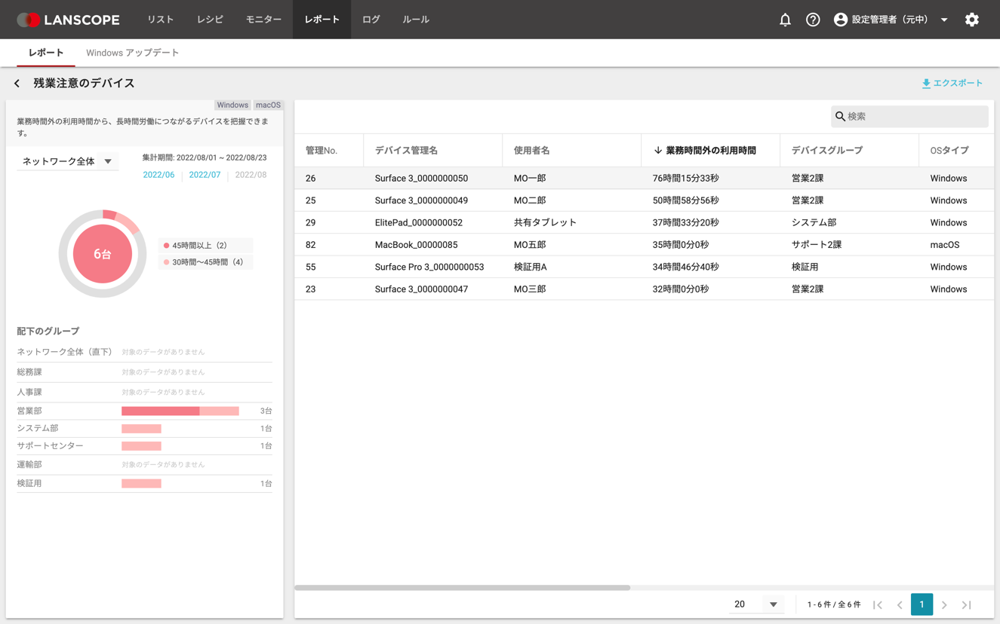 LANSCOPE リスト レシピ モニター レポート ログ ルール 設定管理者（元中）
レポート Windows アップデート
残業注意のデバイス エクスポート
Windows macOS
業務時間外の利用時間から、長時間労働につながるデバイスを把握できま
す。
ネットワーク全体 集計期間: 2022/08/01 ~ 2022/08/23
2022/06 2022/07 2022/08
6台
45時間以上（2）
30時間〜45時間（4）
配下のグループ
ネットワーク全体（直下） 対象のデータがありません
総務課 対象のデータがありません
人事課 対象のデータがありません
営業部 3台
システム部 1台
サポートセンター 1台
運輸部 対象のデータがありません
検証用 1台
検索
管理No. デバイス管理名 使用者名 業務時間外の利用時間 デバイスグループ OSタイプ
26 Surface 3_0000000050 MO一郎 76時間15分33秒 営業2課 Windows
25 Surface 3_0000000049 MO二郎 50時間58分56秒 営業2課 Windows
29 ElitePad_0000000052 共有タブレット 37時間33分20秒 システム部 Windows
82 MacBook_00000085 MO五郎 35時間0分0秒 サポート2課 macOS
55 Surface Pro 3_0000000053 検証用A 34時間46分40秒 検証用 Windows
23 Surface 3_0000000047 MO三郎 32時間0分0秒 営業2課 Windows
20 1 - 6 件 / 全 6 件 1